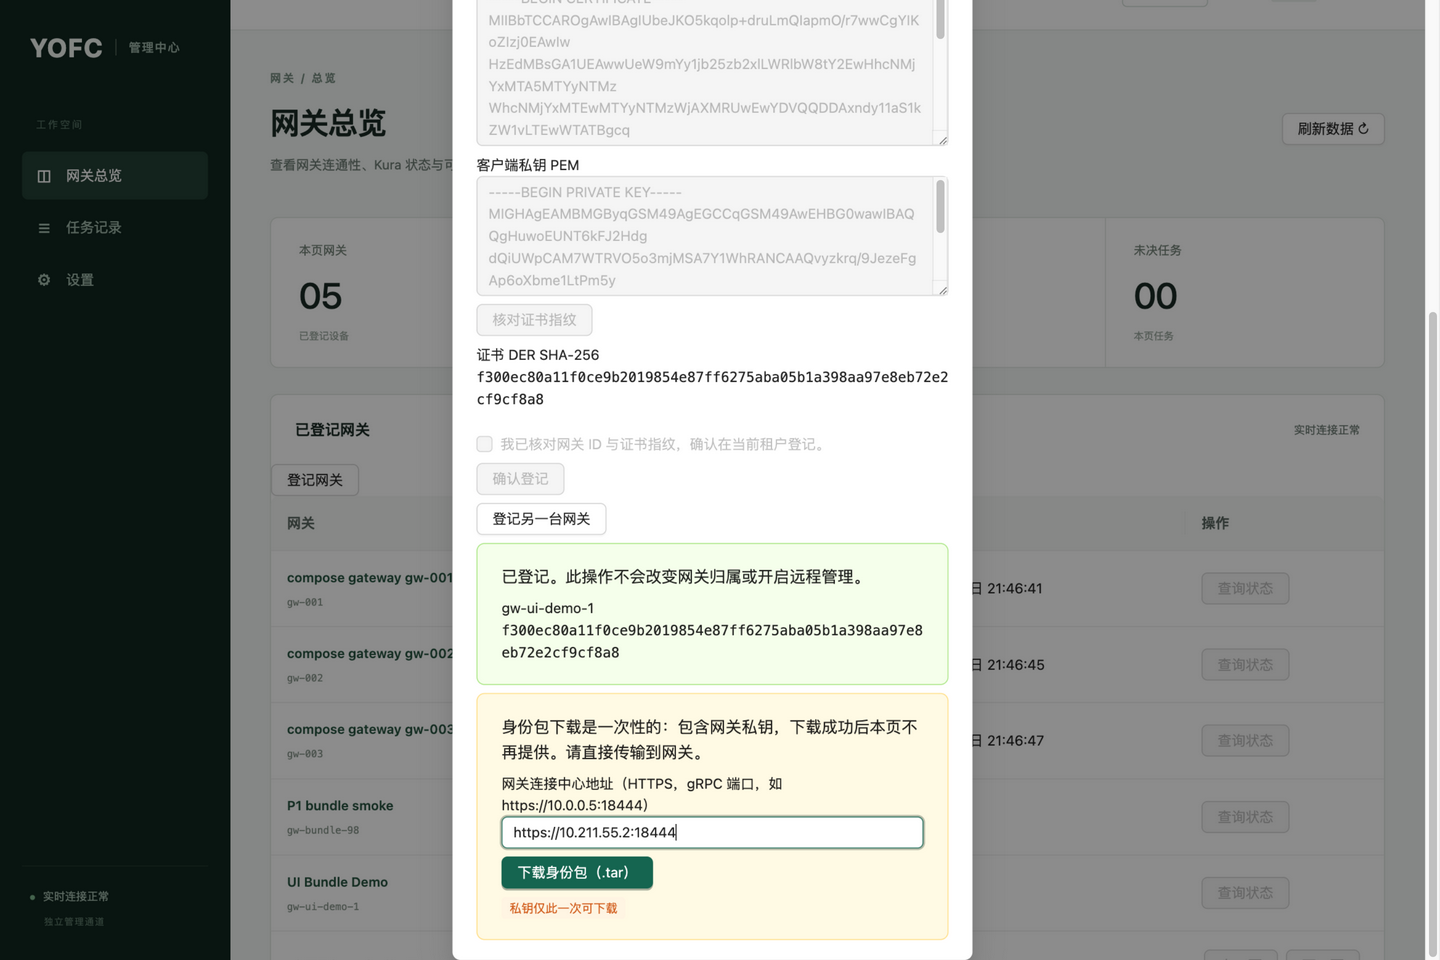 YOFC
管理中心
工作空间
网关总览
任务记录
设置
实时连接正常
独立管理通道
网关 / 总览
网关总览
查看网关连通性、Kura 状态与可
刷新数据
本页网关
05
已登记设备
未决任务
00
本页任务
已登记网关
实时连接正常
登记网关
网关
操作
compose gateway gw-001
gw-001
日 21:46:41
查询状态
compose gateway gw-002
gw-002
日 21:46:45
查询状态
compose gateway gw-003
gw-003
日 21:46:47
查询状态
P1 bundle smoke
gw-bundle-98
查询状态
UI Bundle Demo
gw-ui-demo-1
查询状态
MIIBbTCCAROgAwIBAgIUbeJKO5kqoIp+druLmQIapmO/r7wwCgYIK
oZIzj0EAwIw
HzEdMBsGA1UEAwwUeW9mYy1jb25zb2xlLWRlbW8tY2EwHhcNMj
YxMTA5MTYyNTMz
WhcNMjYxMTEwMTYyNTMzWjAXMRUwEwYDVQQDDAxndy11aS1k
ZW1vLTEwWTATBgcq
客户端私钥 PEM
-----BEGIN PRIVATE KEY-----
MIGHAgEAMBMGByqGSM49AgEGCCqGSM49AwEHBG0wawIBAQ
QgHuwoEUNT6kFJ2Hdg
dQiUWpCAM7WTRVO5o3mjMSA7Y1WhRANCAAQvyzkrq/9JezeFg
Ap6oXbme1LtPm5y
核对证书指纹
证书 DER SHA-256
f300ec80a11f0ce9b2019854e87ff6275aba05b1a398aa97e8eb72e2
cf9cf8a8
我已核对网关 ID 与证书指纹，确认在当前租户登记。
确认登记
登记另一台网关
已登记。此操作不会改变网关归属或开启远程管理。
gw-ui-demo-1
f300ec80a11f0ce9b2019854e87ff6275aba05b1a398aa97e8
eb72e2cf9cf8a8
身份包下载是一次性的：包含网关私钥，下载成功后本页不
再提供。请直接传输到网关。
网关连接中心地址（HTTPS，gRPC 端口，如
https://10.0.0.5:18444）
https://10.211.55.2:18444
下载身份包（.tar）
私钥仅此一次可下载